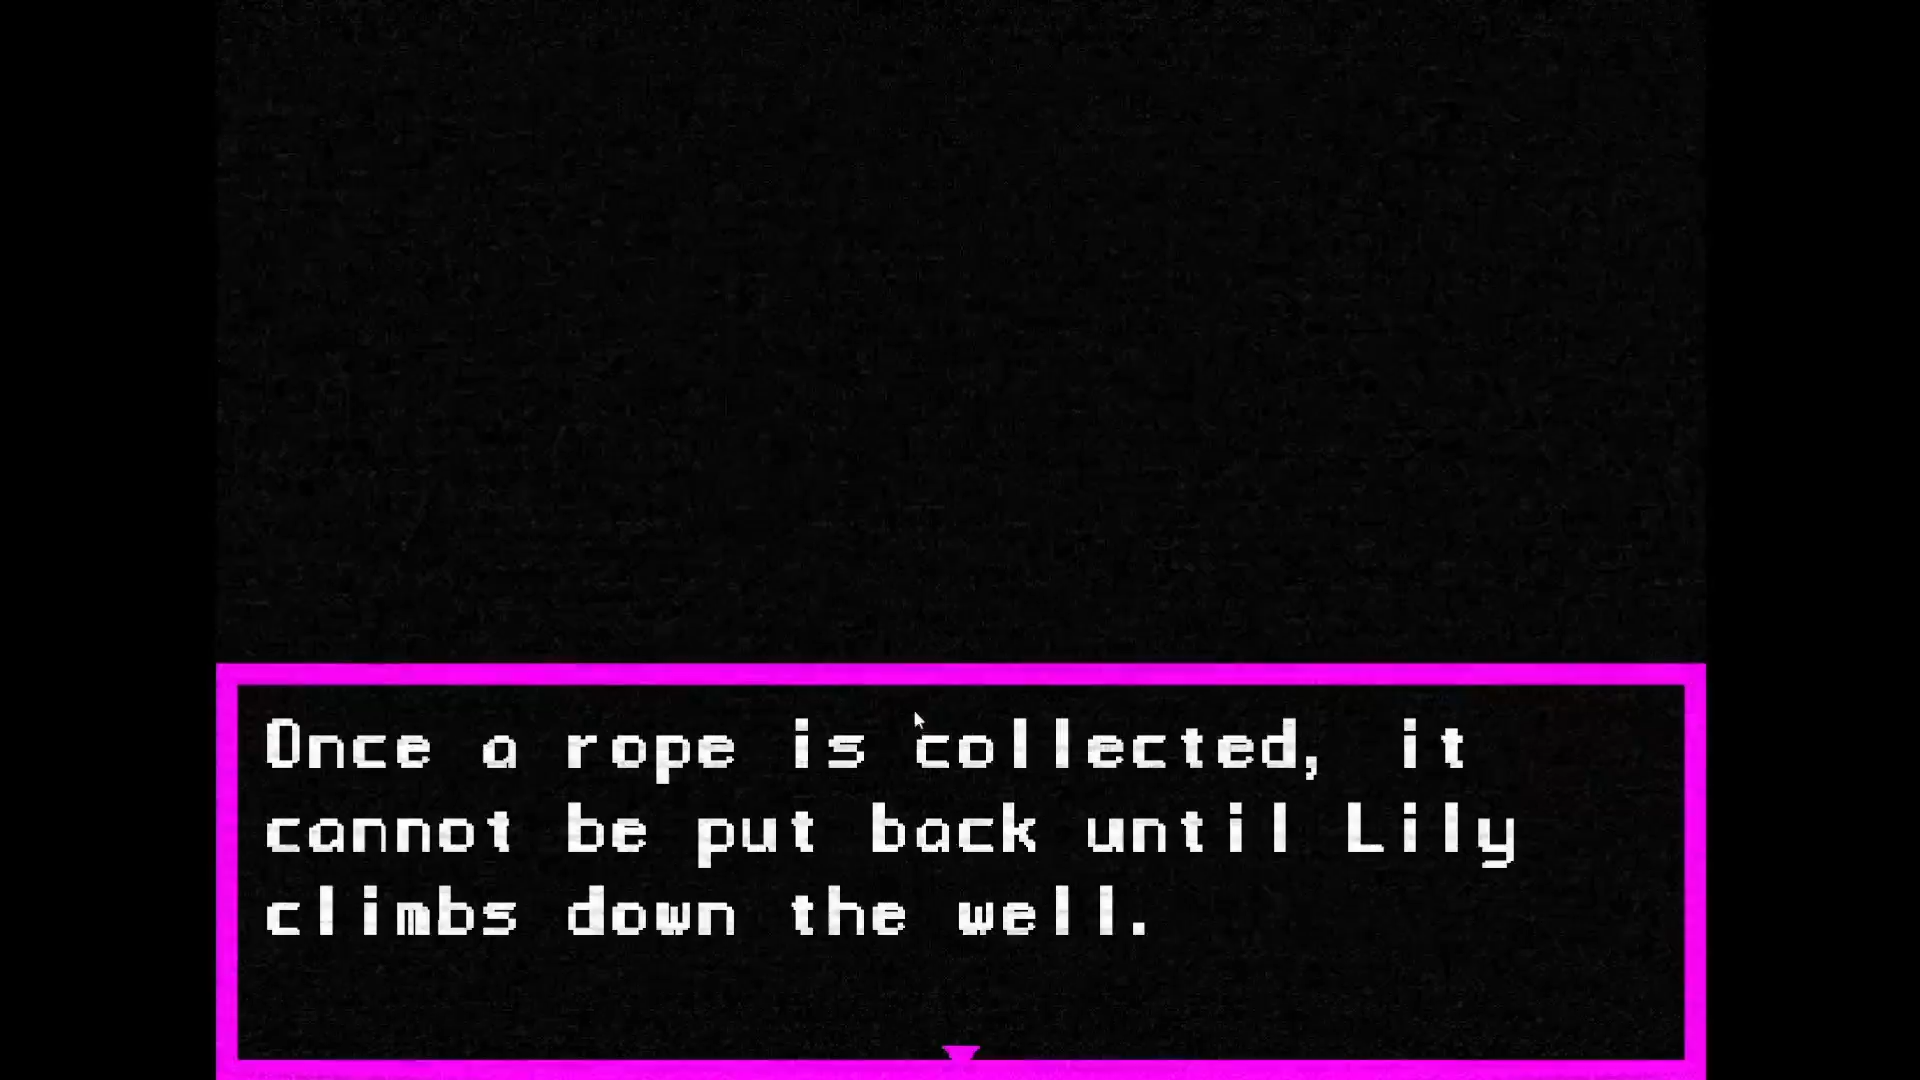 Once a rope is collected, it
cannot be put back until Lily
climbs down the well.